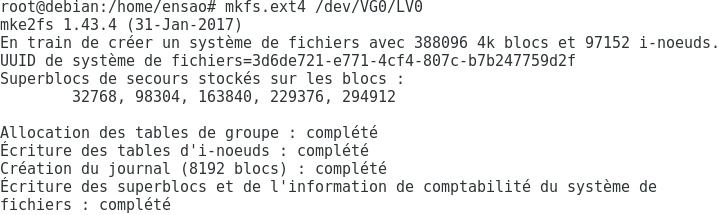 root@debian:/home/ensao# mkfs.ext4 /dev/VG0/LV0
mke2fs 1.43.4 (31-Jan-2017)
En train de créer un système de fichiers avec 388096 4k blocs et 97152 i-noeuds.
UUID de système de fichiers=3d6de721-e771-4cf4-807c-b7b247759d2f
Superblocs de secours stockés sur les blocs :
32768, 98304, 163840, 229376, 294912
Allocation des tables de groupe : complété
Écriture des tables d'i-noeuds : complété
Création du journal (8192 blocs) : complété
Écriture des superblocs et de l'information de comptabilité du système de
fichiers : complété